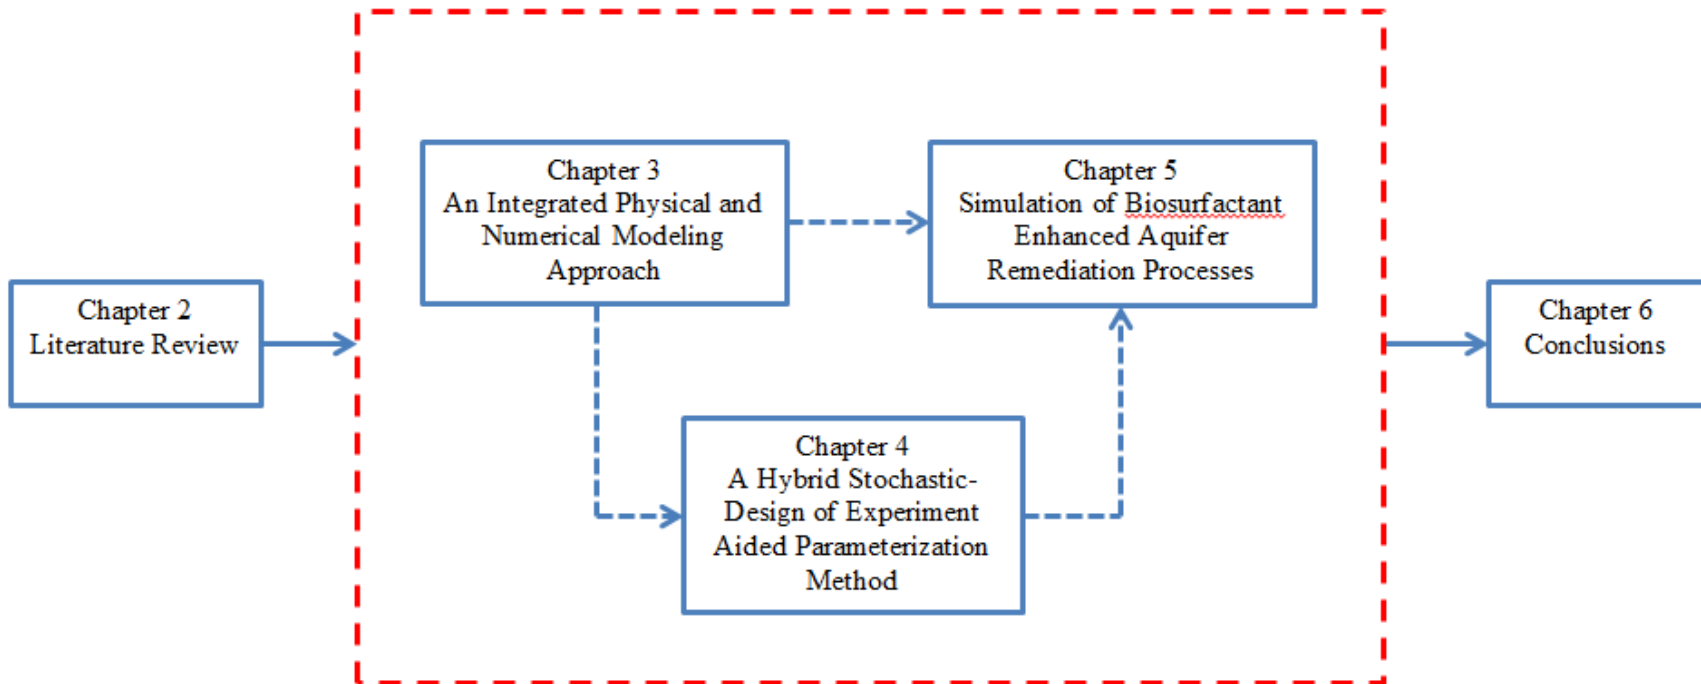 Chapter 2
Literature Review
Chapter 3
An Integrated Physical and
Numerical Modeling
Approach
Chapter 4
A Hybrid Stochastic-
Design of Experiment
Aided Parameterization
Method
Chapter 5
Simulation of Biosurfactant
Enhanced Aquifer
Remediation Processes
Chapter 6
Conclusions